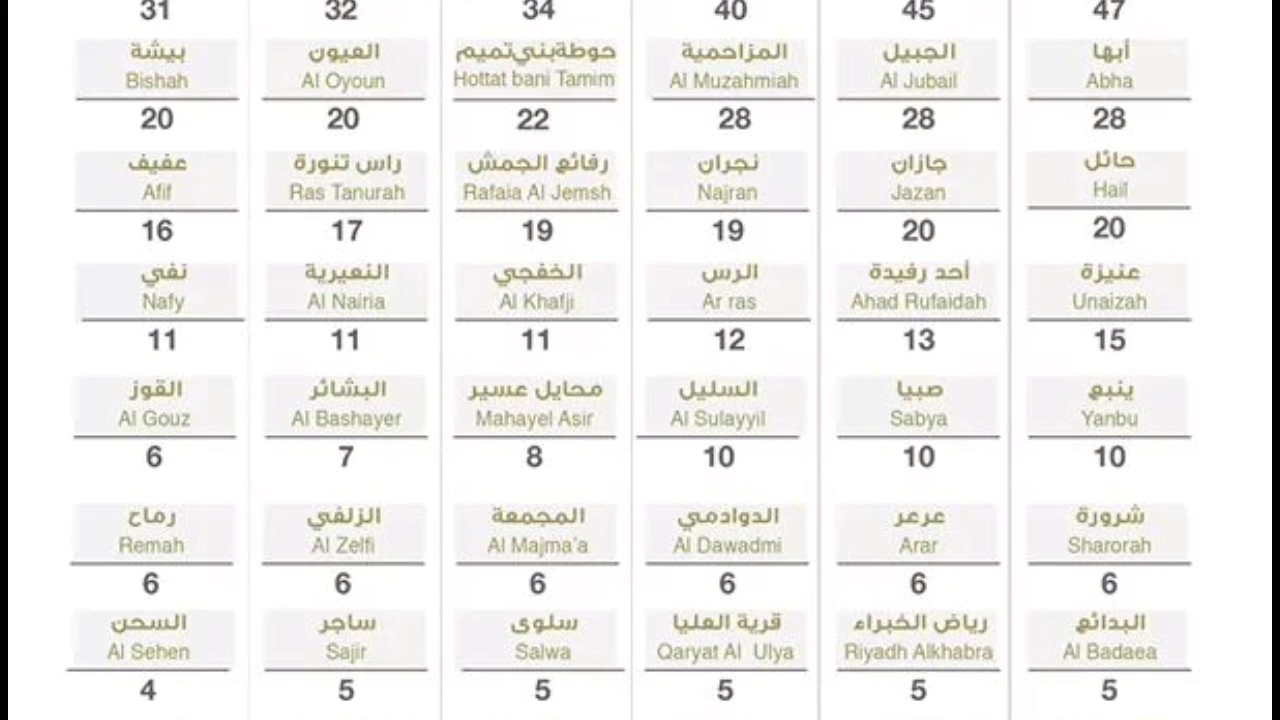 47 45 40 34 32 31
أبها الجبيل المزاحمية حوطة بني تميم العيون بيشة
Abha Al Jubail Al Muzahmiah Hottat bani Tamim Al Oyoun Bishah
28 28 28 22 20 20
حائل جازان نجران رفائع الجمش راس تنورة عفيف
Hail Jazan Najran Rafaia Al Jemsh Ras Tanurah Afif
20 20 19 19 17 16
عنيزة أحد رفيدة الرس الخفجي النعيرية نفي
Unaizah Ahad Rufaidah Ar ras Al Khafji Al Nairia Nafy
15 13 12 11 11 11
ينبع صبيا السليل محايل عسير البشائر القوز
Yanbu Sabya Al Sulayyil Mahayel Asir Al Bashayer Al Gouz
10 10 10 8 7 6
شرورة عرعر الدوادمي المجمعة الزلفي رماح
Sharorah Arar Al Dawadmi Al Majma'a Al Zelfi Remah
6 6 6 6 6 6
البدائع رياض الخبراء قرية العليا سلوى ساجر السحن
Al Badaea Riyadh Alkhabra Qaryat Al Ulya Salwa Sajir Al Sehen
5 5 5 5 5 4